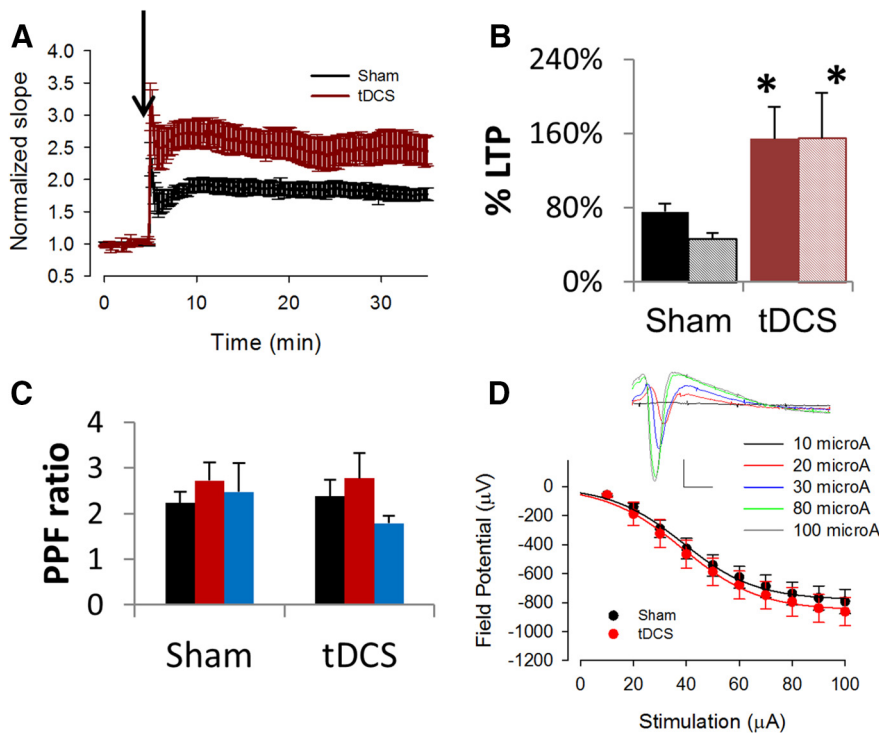 A
Normalized slope
4.0
3.5
3.0
2.5
2.0
1.5
1.0
0.5
0
10
20
30
Time (min)
Sham
tDCS
B
% LTP
240%
160%
80%
0%
* *
Sham
tDCS
C
PPF ratio
4
3
2
1
0
Sham
tDCS
D
10 microA
20 microA
30 microA
80 microA
100 microA
Field Potential (µV)
0
-200
-400
-600
-800
-1000
-1200
Sham
tDCS
0
20
40
60
80
100
Stimulation (µA)